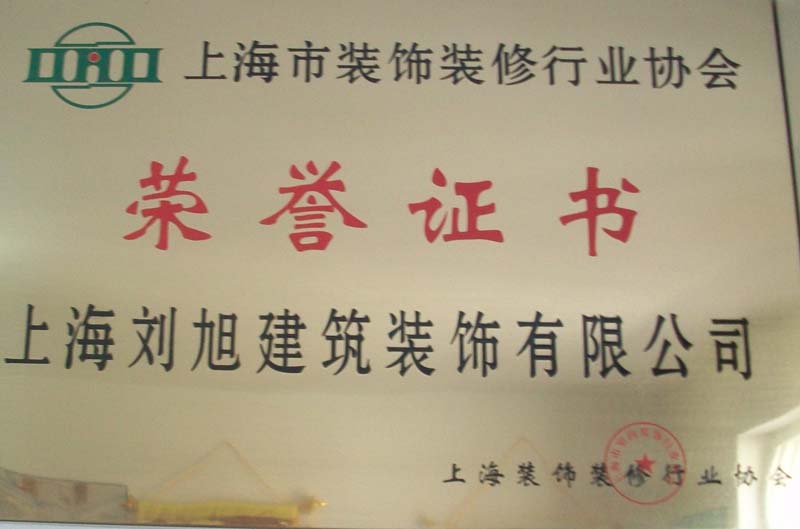 上海市装饰装修行业协会
荣誉证书
上海刘旭建筑装饰有限公司
上海装饰装修行业协会